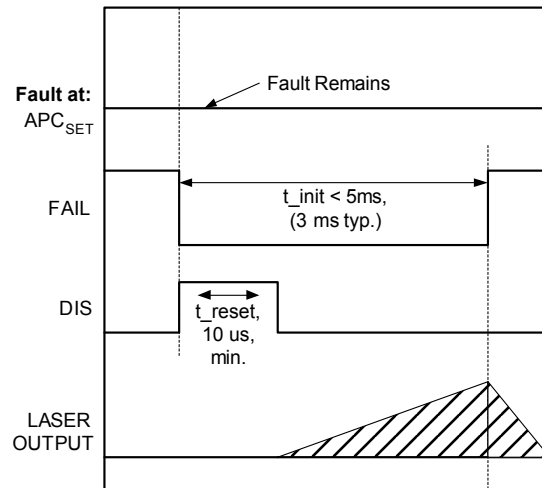 Fault at:
APCSET
Fault Remains
FAIL
t_init < 5ms,
(3 ms typ.)
DIS
t_reset,
10 us,
min.
LASER
OUTPUT